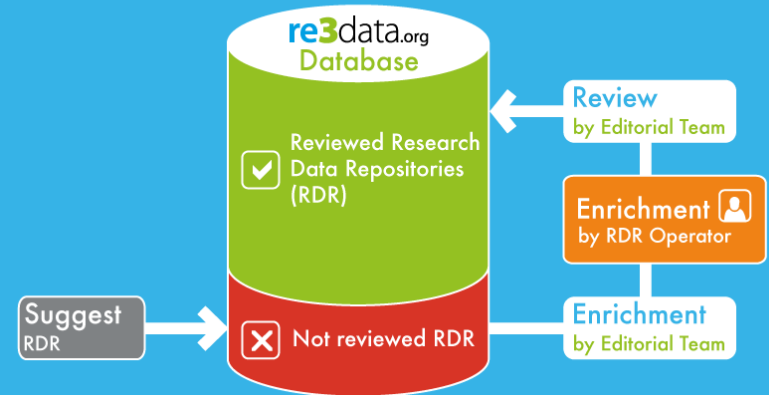 re3data.org
Database
Reviewed Research
Data Repositories
(RDR)
Review
by Editorial Team
Enrichment
by RDR Operator
Suggest
RDR
Not reviewed RDR
Enrichment
by Editorial Team